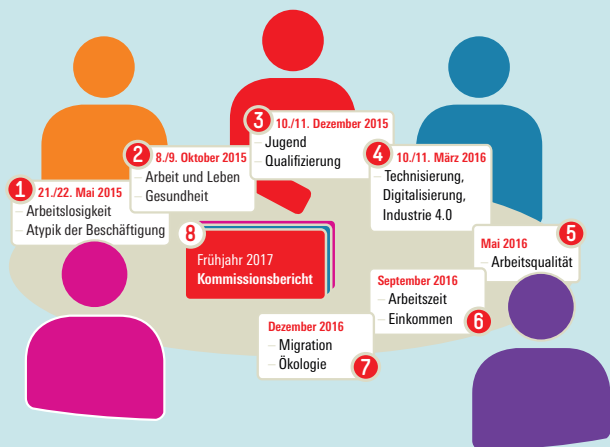 1 21./22. Mai 2015
– Arbeitslosigkeit
– Atypik der Beschäftigung
2 8./9. Oktober 2015
– Arbeit und Leben
– Gesundheit
3 10./11. Dezember 2015
– Jugend
– Qualifizierung
4 10./11. März 2016
– Technisierung,
Digitalisierung,
Industrie 4.0
5
Mai 2016
– Arbeitsqualität
September 2016
– Arbeitszeit
– Einkommen 6
Dezember 2016
– Migration
– Ökologie 7
8
Frühjahr 2017
Kommissionsbericht